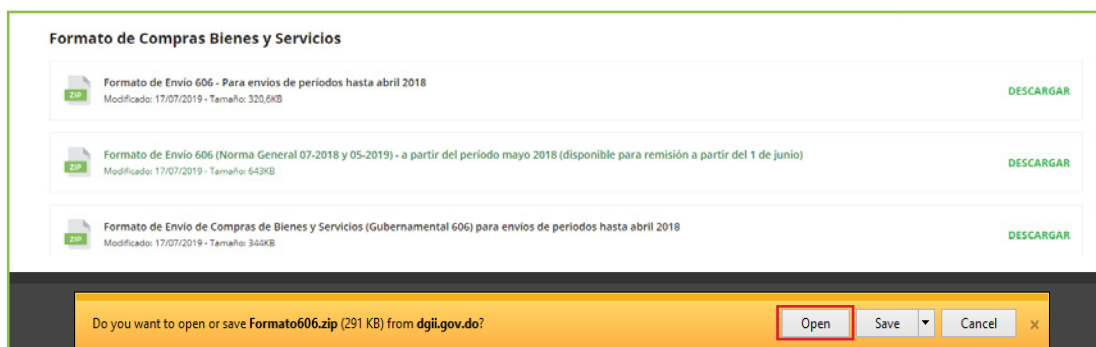 Formato de Compras Bienes y Servicios
Formato de Envío 606 - Para envíos de períodos hasta abril 2018
ZIP
Modificado: 17/07/2019 - Tamaño: 320,6KB
DESCARGAR
Formato de Envío 606 (Norma General 07-2018 y 05-2019) - a partir del período mayo 2018 (disponible para remisión a partir del 1 de junio)
ZIP
Modificado: 17/07/2019 - Tamaño: 643KB
DESCARGAR
Formato de Envío de Compras de Bienes y Servicios (Gubernamental 606) para envíos de periodos hasta abril 2018
ZIP
Modificado: 17/07/2019 - Tamaño: 344KB
DESCARGAR
Do you want to open or save Formato606.zip (291 KB) from dgii.gov.do?
Open
Save
Cancel